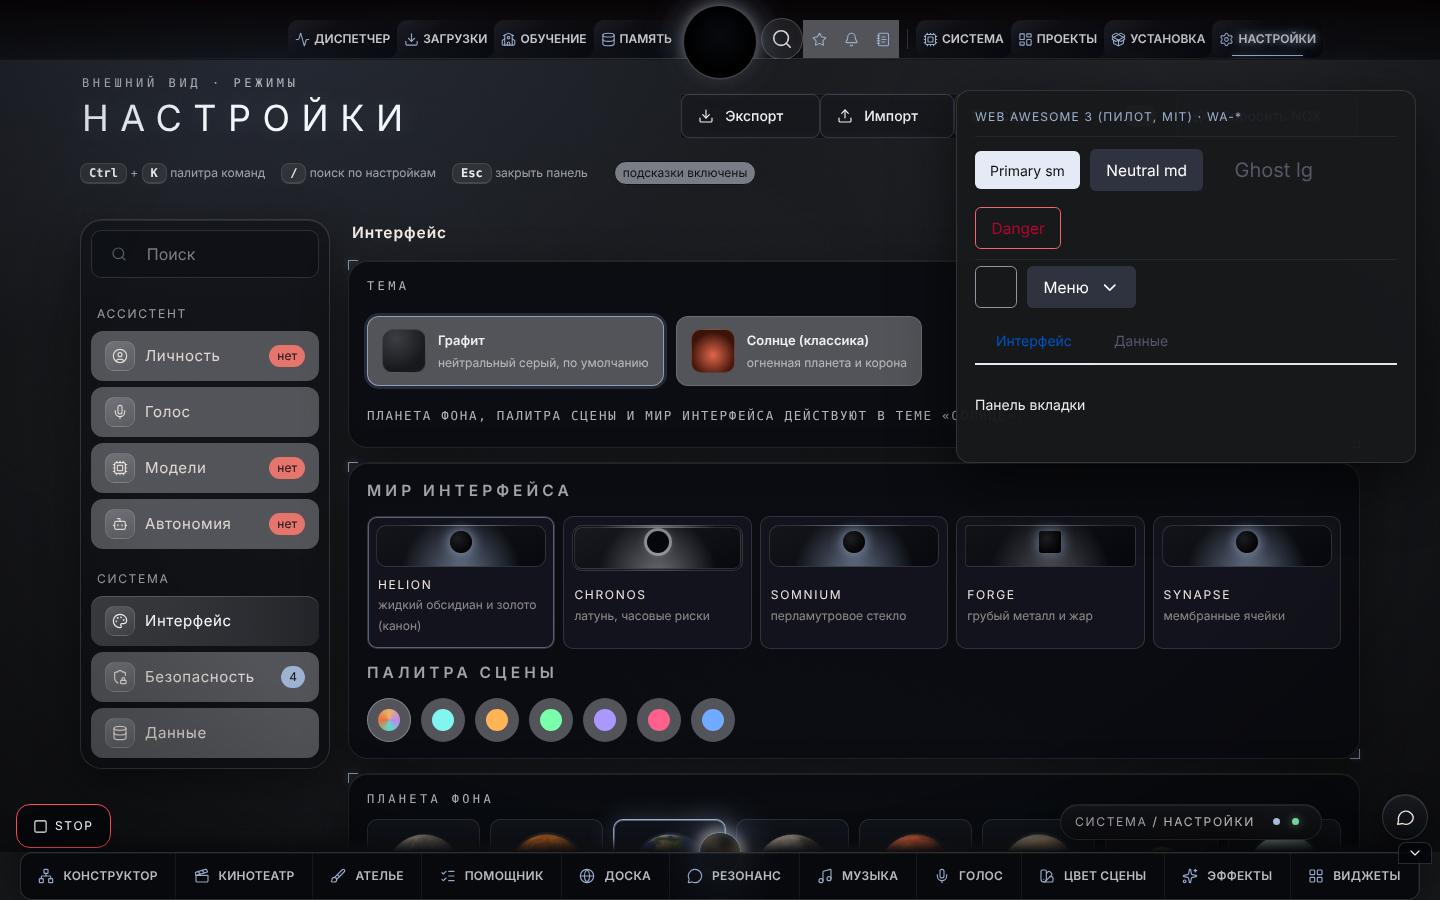 ДИСПЕТЧЕР
ЗАГРУЗКИ
ОБУЧЕНИЕ
ПАМЯТЬ
СИСТЕМА
ПРОЕКТЫ
УСТАНОВКА
НАСТРОЙКИ
ВНЕШНИЙ ВИД · РЕЖИМЫ
НАСТРОЙКИ
Экспорт
Импорт
Ctrl + K палитра команд / поиск по настройкам Esc закрыть панель подсказки включены
WEB AWESOME 3 (ПИЛОТ, MIT) · WA-*
Primary sm
Neutral md
Ghost lg
Danger
Меню
Интерфейс
Данные
Панель вкладки
Поиск
АССИСТЕНТ
Личность нет
Голос
Модели нет
Автономия нет
СИСТЕМА
Интерфейс
Безопасность 4
Данные
Интерфейс
ТЕМА
Графит
нейтральный серый, по умолчанию
Солнце (классика)
огненная планета и корона
ПЛАНЕТА ФОНА, ПАЛИТРА СЦЕНЫ И МИР ИНТЕРФЕЙСА ДЕЙСТВУЮТ В ТЕМЕ
МИР ИНТЕРФЕЙСА
HELION
жидкий обсидиан и золото
(канон)
CHRONOS
латунь, часовые риски
SOMNIUM
перламутровое стекло
FORGE
грубый металл и жар
SYNAPSE
мембранные ячейки
ПАЛИТРА СЦЕНЫ
ПЛАНЕТА ФОНА
СИСТЕМА / НАСТРОЙКИ
STOP
КОНСТРУКТОР
КИНОТЕАТР
АТЕЛЬЕ
ПОМОЩНИК
ДОСКА
РЕЗОНАНС
МУЗЫКА
ГОЛОС
ЦВЕТ СЦЕНЫ
ЭФФЕКТЫ
ВИДЖЕТЫ